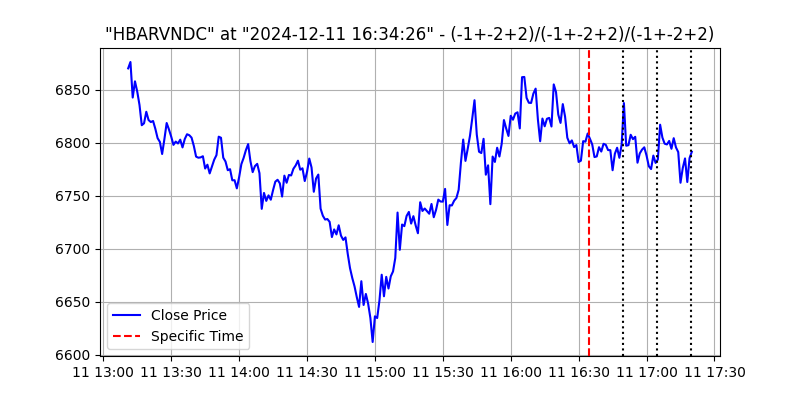 "HBARVNDC" at "2024-12-11 16:34:26" - (-1+-2+2)/(-1+-2+2)/(-1+-2+2)
6850
6800
6750
6700
6650
6600
Close Price
Specific Time
11 13:00 11 13:30 11 14:00 11 14:30 11 15:00 11 15:30 11 16:00 11 16:30 11 17:00 11 17:30